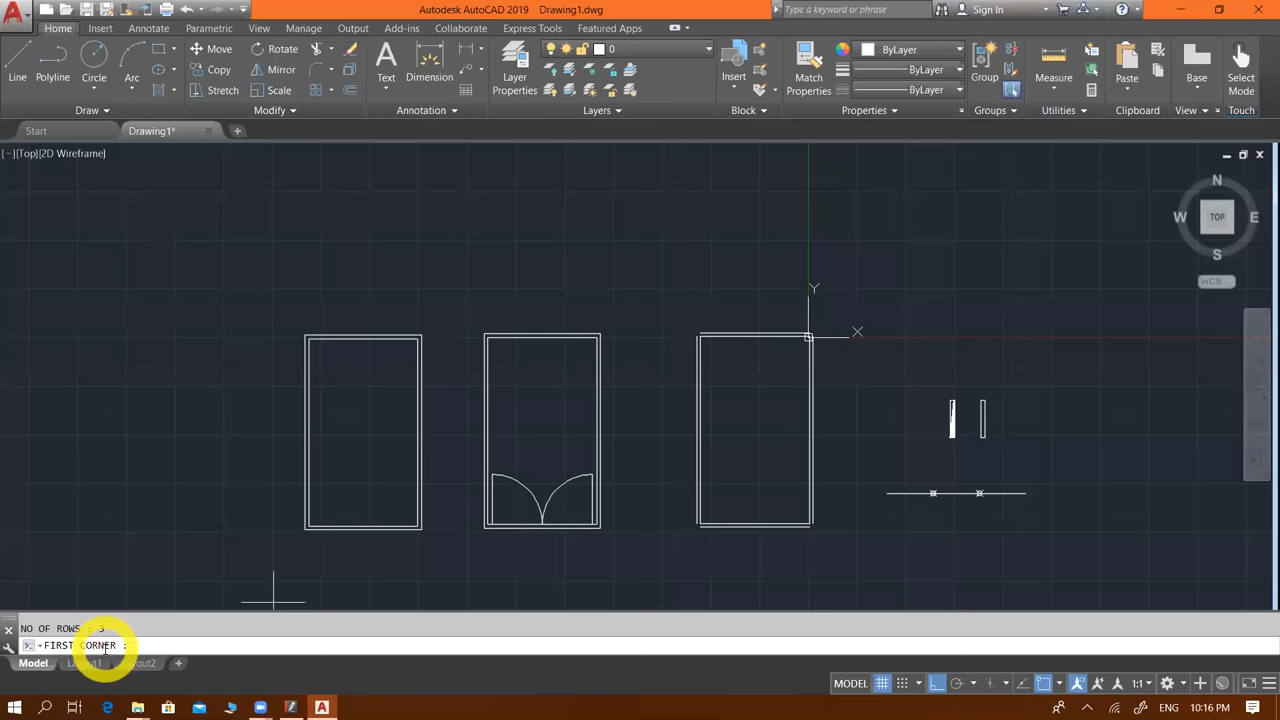 Autodesk AutoCAD 2019 Drawing1.dwg
Type a keyword or phrase
Sign In
Home Insert Annotate Parametric View Manage Output Add-ins Collaborate Express Tools Featured Apps
Line Polyline Circle Arc
Move Rotate
Copy Mirror
Stretch Scale
Text Dimension
Layer Properties
0
Insert
Match Properties
ByLayer
ByLayer
ByLayer
Group
Measure
Paste
Base
Select Mode
Draw Modify Annotation Layers Block Properties Groups Utilities Clipboard View Touch
Start Drawing1*
[−][Top][2D Wireframe]
N
W TOP E
S
WCS
Y
X
NO OF ROWS : 3
FIRST CORNER :
Model Layout1 Layout2
MODEL
1:1
ENG 10:16 PM